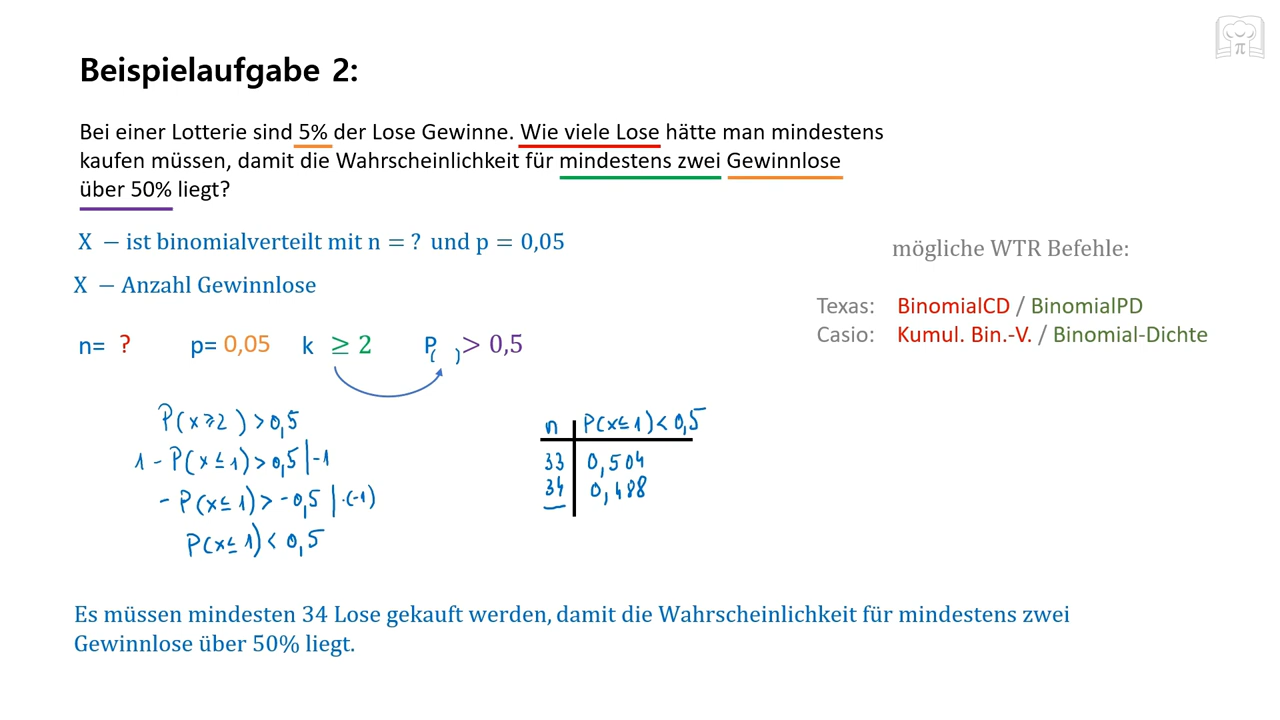 Beispielaufgabe 2:
Bei einer Lotterie sind 5% der Lose Gewinne. Wie viele Lose hätte man mindestens
kaufen müssen, damit die Wahrscheinlichkeit für mindestens zwei Gewinnlose
über 50% liegt?
X – ist binomialverteilt mit n = ? und p = 0,05
X – Anzahl Gewinnlose
mögliche WTR Befehle:
Texas: BinomialCD / BinomialPD
Casio: Kumul. Bin.-V. / Binomial-Dichte
n= ? p= 0,05 k ≥ 2 P( ) > 0,5
P(x≥2) > 0,5
1 - P(x ≤ 1) > 0,5 | -1
- P(x ≤ 1) > -0,5 | ·(-1)
P(x ≤ 1) < 0,5
n P(x ≤ 1) < 0,5
33 0,504
34 0,488
Es müssen mindesten 34 Lose gekauft werden, damit die Wahrscheinlichkeit für mindestens zwei
Gewinnlose über 50% liegt.
π